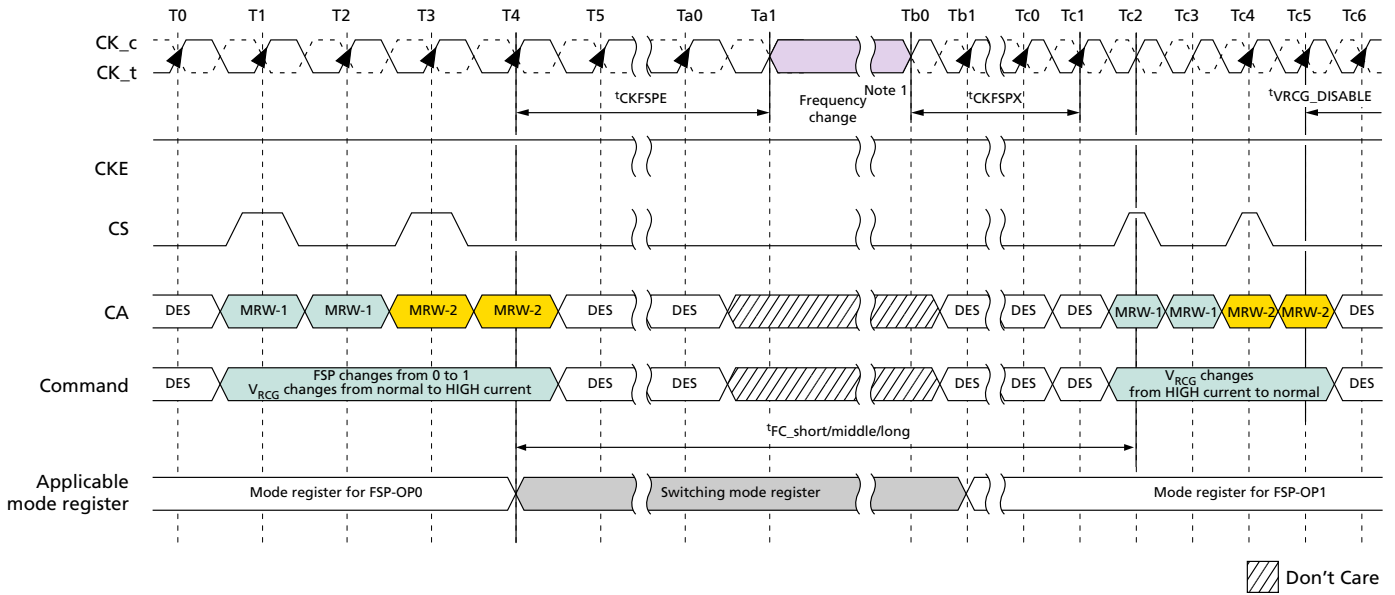 T0 T1 T2 T3 T4 T5 Ta0 Ta1 Tb0 Tb1 Tc0 Tc1 Tc2 Tc3 Tc4 Tc5 Tc6
CK_c
CK_t
tCKFSPE
Frequency
change
Note 1
tCKFSPX
tVRCG_DISABLE
CKE
CS
CA
DES MRW-1 MRW-1 MRW-2 MRW-2 DES DES DES DES DES MRW-1 MRW-1 MRW-2 MRW-2 DES
Command
DES
FSP changes from 0 to 1
VRCG changes from normal to HIGH current
DES DES DES DES DES
VRCG changes
from HIGH current to normal
DES
tFC_short/middle/long
Applicable
mode register
Mode register for FSP-OP0 Switching mode register Mode register for FSP-OP1
Don't Care